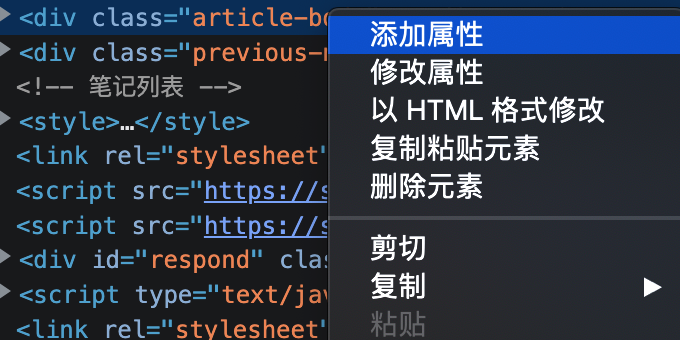 <div class="article-bo
<div class="previous-
<!-- 笔记列表 -->
<style>…</style>
<link rel="stylesheet"
<script src="https://s
<script src="https://s
<div id="respond" clas
<script type="text/jav
<link rel="stylesheet"
添加属性
修改属性
以 HTML 格式修改
复制粘贴元素
删除元素
剪切
复制
粘贴